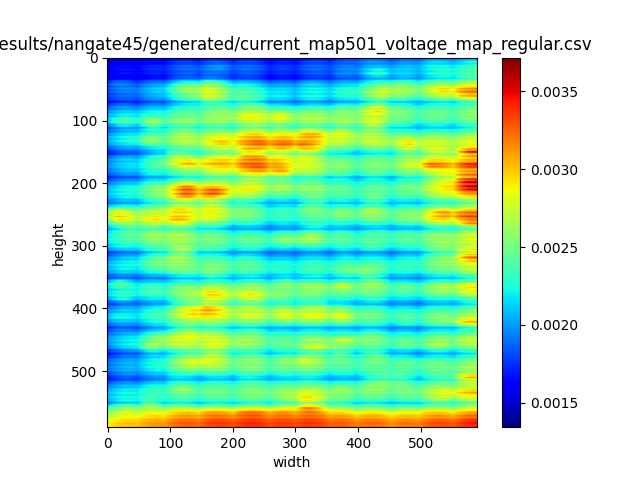 esults/nangate45/generated/current_map501_voltage_map_regular.csv
0
100
200
300
400
500
height
0 100 200 300 400 500
width
0.0035
0.0030
0.0025
0.0020
0.0015